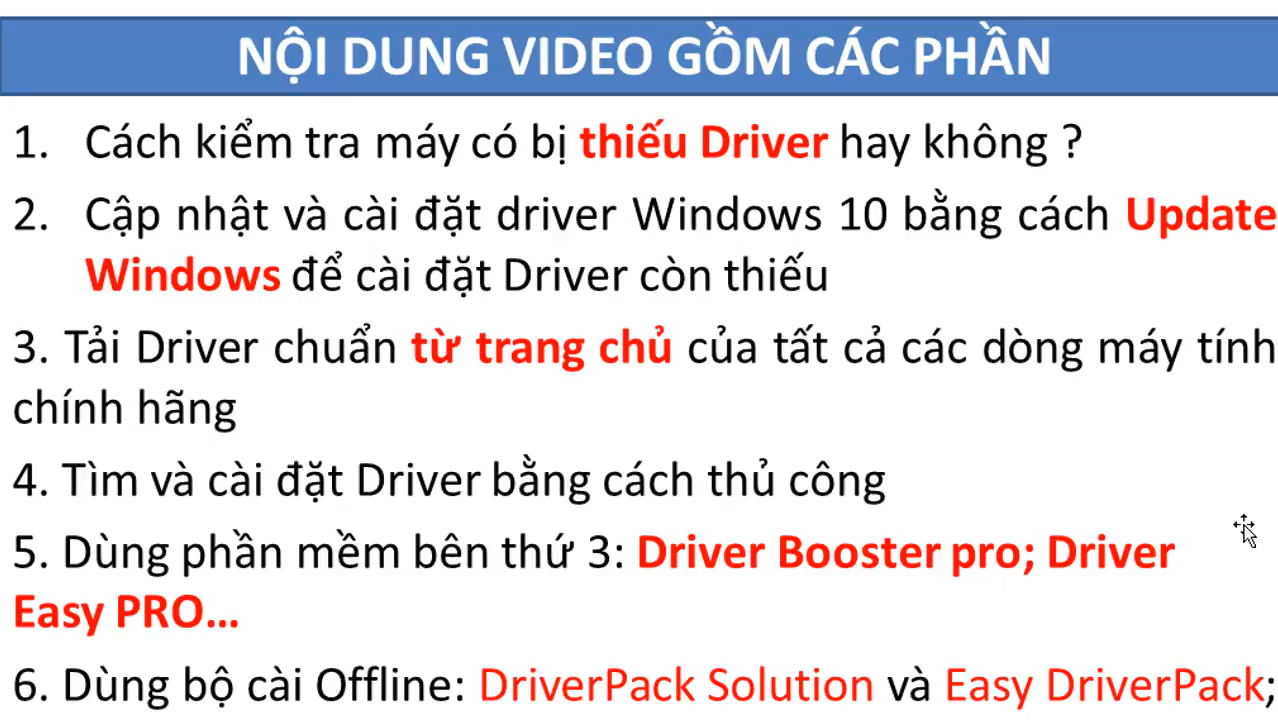 NỘI DUNG VIDEO GỒM CÁC PHẦN
1. Cách kiểm tra máy có bị thiếu Driver hay không ?
2. Cập nhật và cài đặt driver Windows 10 bằng cách Update
Windows để cài đặt Driver còn thiếu
3. Tải Driver chuẩn từ trang chủ của tất cả các dòng máy tính
chính hãng
4. Tìm và cài đặt Driver bằng cách thủ công
5. Dùng phần mềm bên thứ 3: Driver Booster pro; Driver
Easy PRO...
6. Dùng bộ cài Offline: DriverPack Solution và Easy DriverPack;